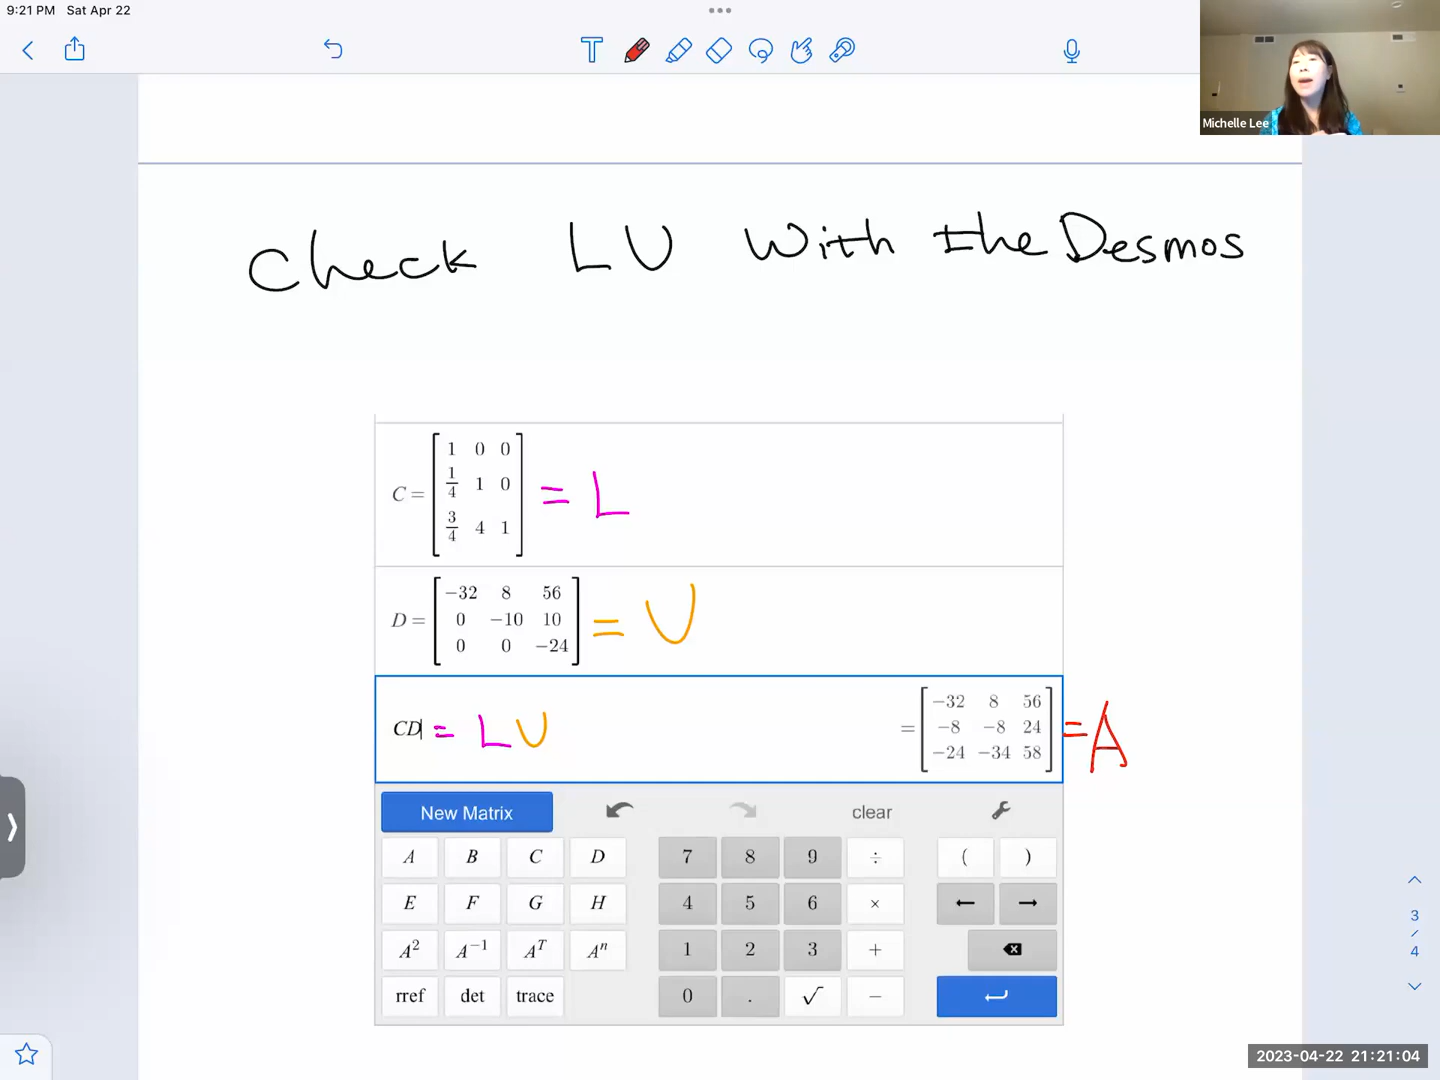 9:21 PM Sat Apr 22
T
Michelle Lee
Check LU With the Desmos
C = [1 0 0
1/4 1 0
3/4 4 1] = L
D = [−32 8 56
0 −10 10
0 0 −24] = U
CD = LU = [−32 8 56
−8 −8 24
−24 −34 58] = A
New Matrix clear
A B C D 7 8 9 ÷ ( )
E F G H 4 5 6 × ← →
A² A⁻¹ Aᵀ Aⁿ 1 2 3 +
rref det trace 0 . √ −
3
/
4
2023-04-22 21:21:04